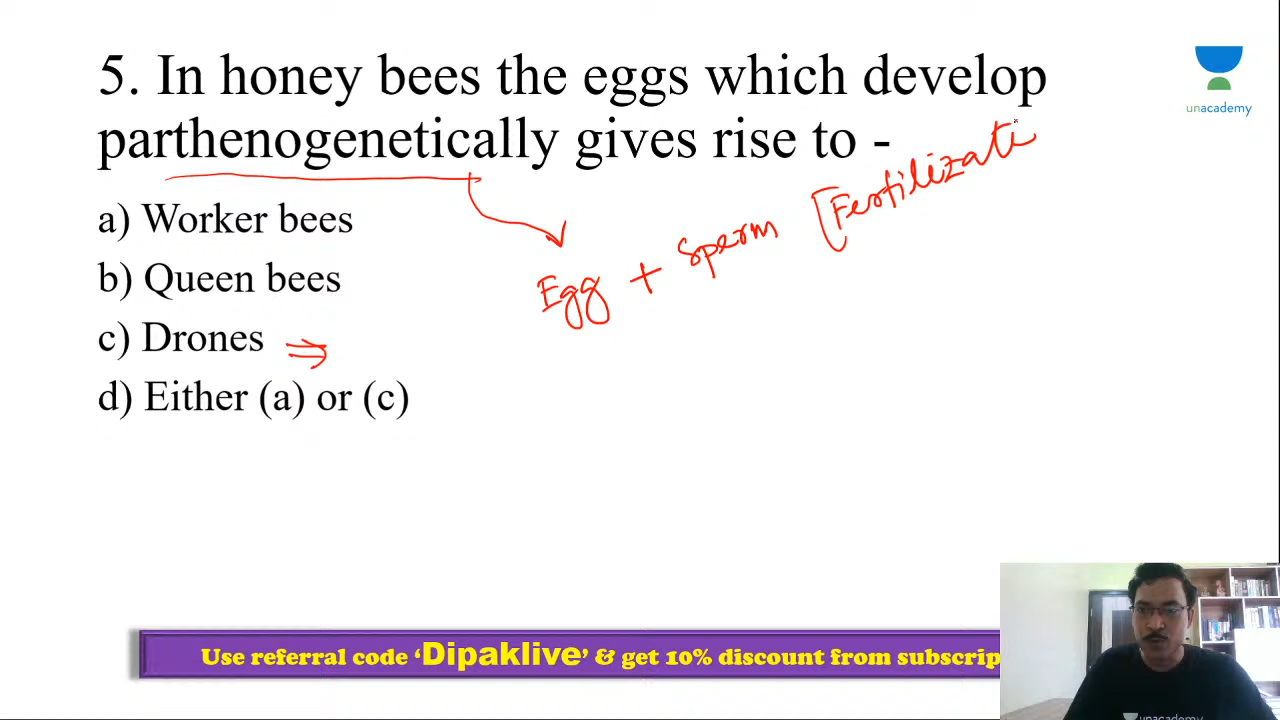 5. In honey bees the eggs which develop
parthenogenetically gives rise to -
a) Worker bees
b) Queen bees
c) Drones
d) Either (a) or (c)
Egg + Sperm [Fertilizati
unacademy
Use referral code ‘Dipaklive’ & get 10% discount from subscrip
unacademy